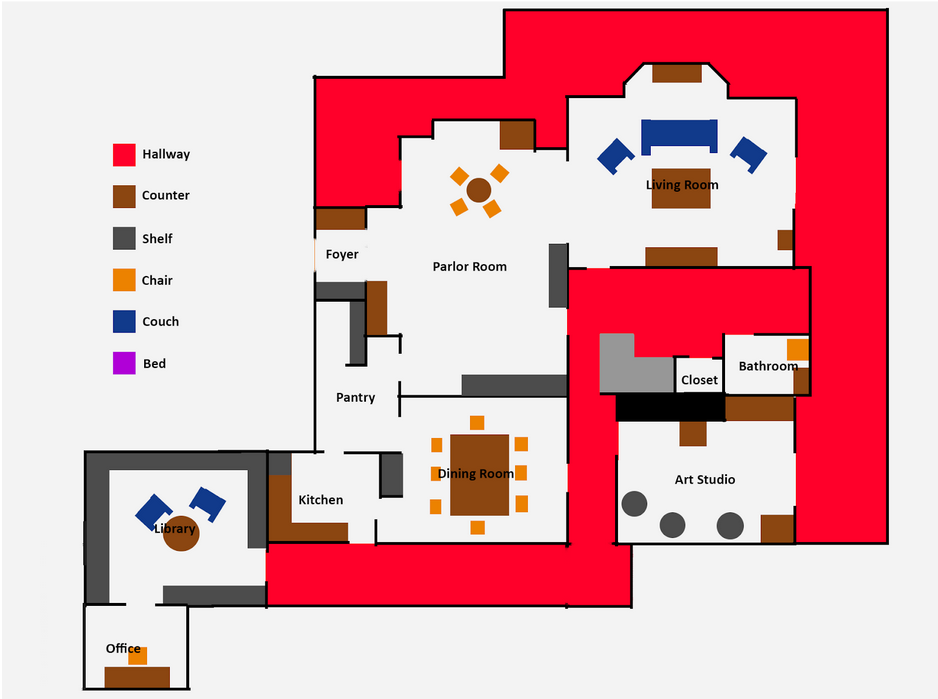 Hallway
Counter
Shelf
Chair
Couch
Bed
Living Room
Foyer
Parlor Room
Bathroom
Closet
Pantry
Dining Room
Art Studio
Kitchen
Library
Office